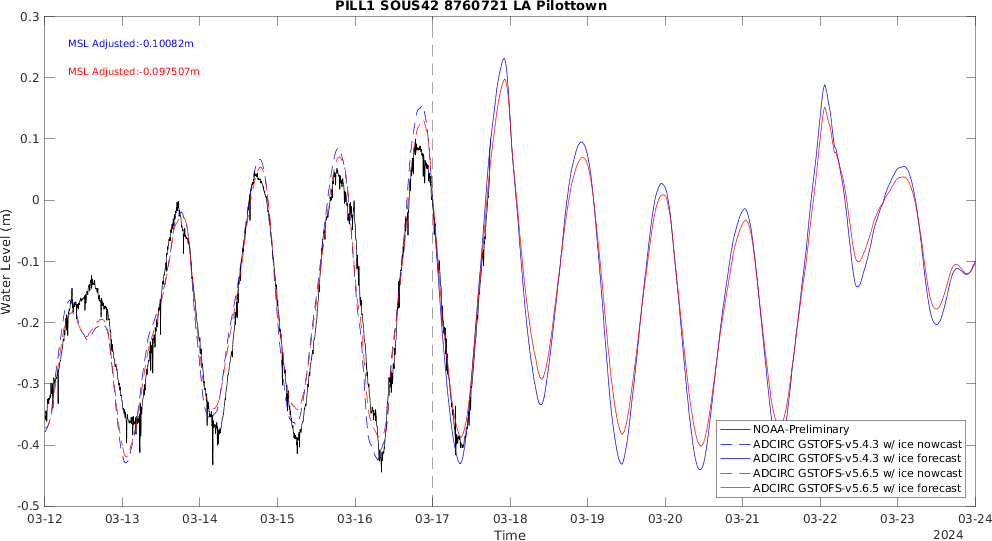 PILL1 SOUS42 8760721 LA Pilottown
MSL Adjusted:-0.10082m
MSL Adjusted:-0.097507m
0.3
0.2
0.1
0
-0.1
-0.2
-0.3
-0.4
-0.5
Water Level (m)
NOAA-Preliminary
ADCIRC GSTOFS-v5.4.3 w/ ice nowcast
ADCIRC GSTOFS-v5.4.3 w/ ice forecast
ADCIRC GSTOFS-v5.6.5 w/ ice nowcast
ADCIRC GSTOFS-v5.6.5 w/ ice forecast
03-12 03-13 03-14 03-15 03-16 03-17 03-18 03-19 03-20 03-21 03-22 03-23 03-24
Time
2024